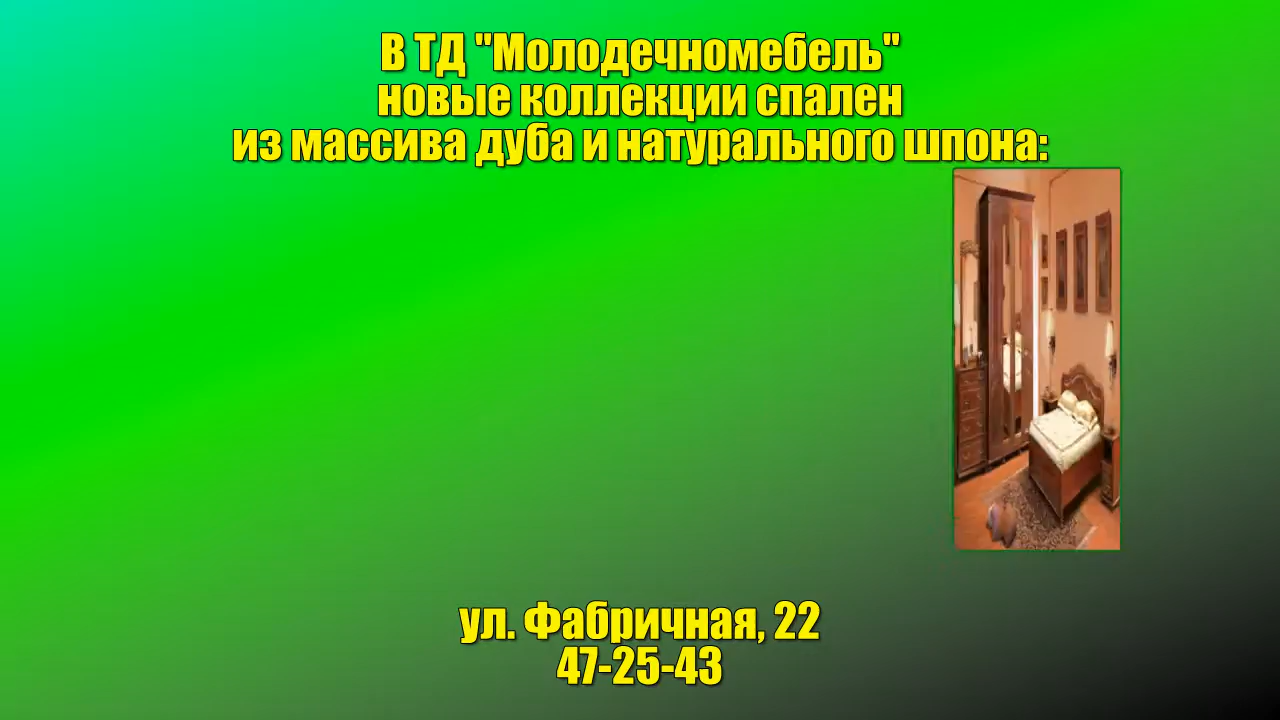 В ТД "Молодечномебель"
новые коллекции спален
из массива дуба и натурального шпона:
ул. Фабричная, 22
47-25-43